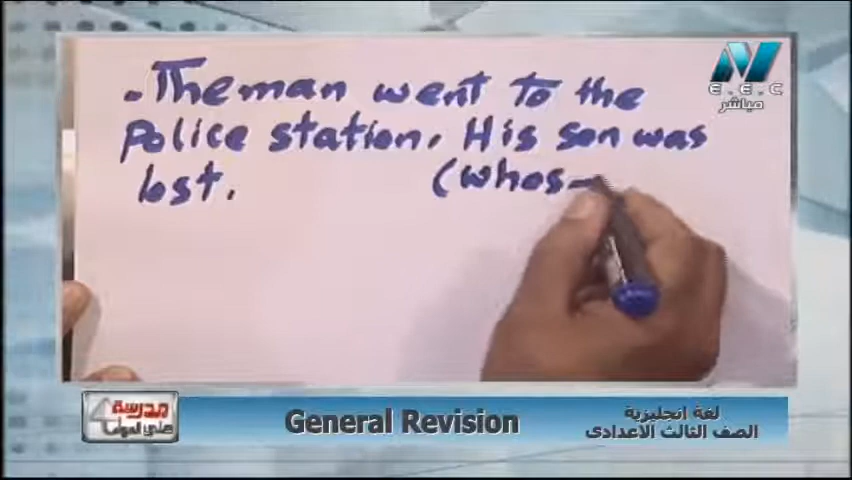 . The man went to the
Police station. His son was
lost. (whos
E.E.C
مباشر
مدرسة
على الهواء
General Revision
لغة انجليزية
الصف الثالث الاعدادى